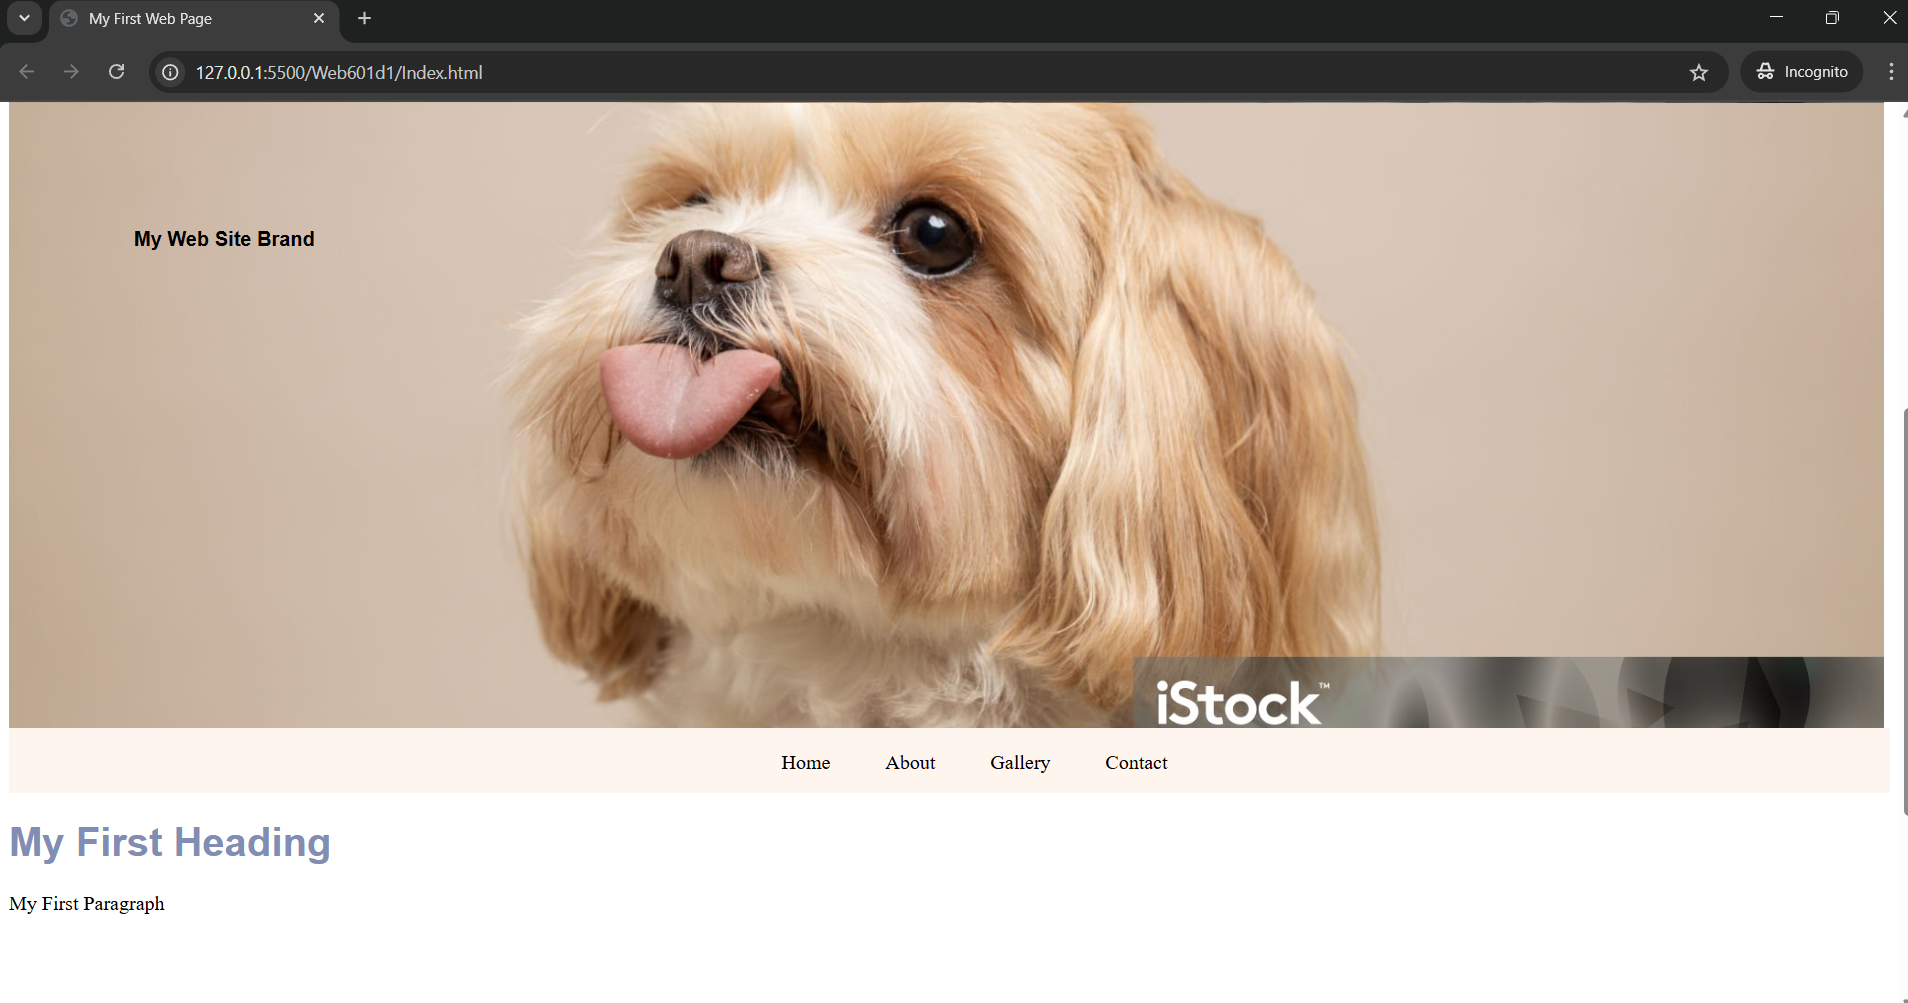 My First Web Page
127.0.0.1:5500/Web601d1/Index.html
Incognito
My Web Site Brand
iStock™
Home About Gallery Contact
My First Heading
My First Paragraph